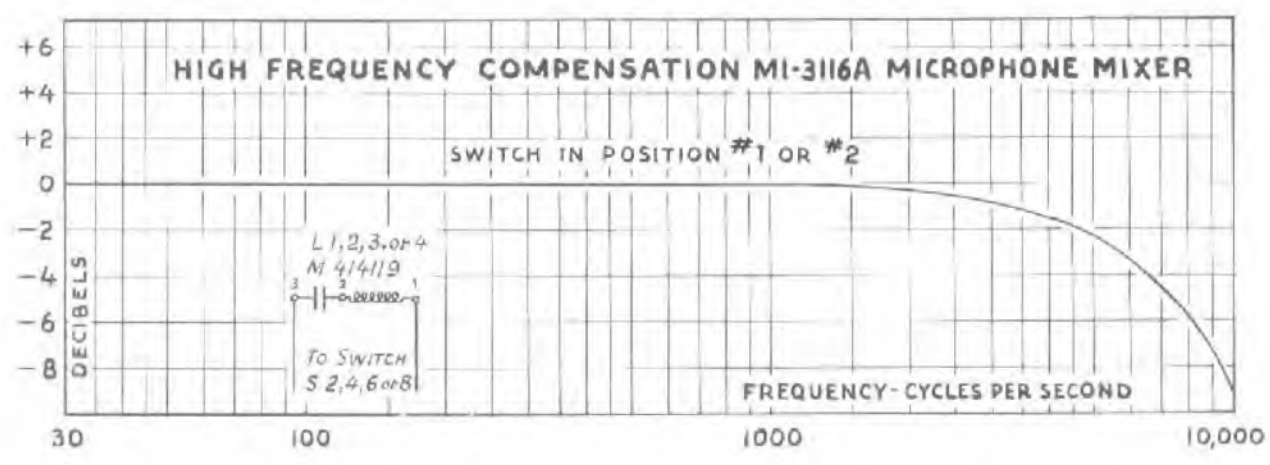 HIGH FREQUENCY COMPENSATION MI-3116A MICROPHONE MIXER
SWITCH IN POSITION #1 OR #2
+6
+4
+2
0
-2
-4
-6
-8
DECIBELS
L 1,2,3,or 4
M 414119
3 2 1
TO SWITCH
S 2,4,6 or 8
FREQUENCY-CYCLES PER SECOND
30 100 1000 10,000